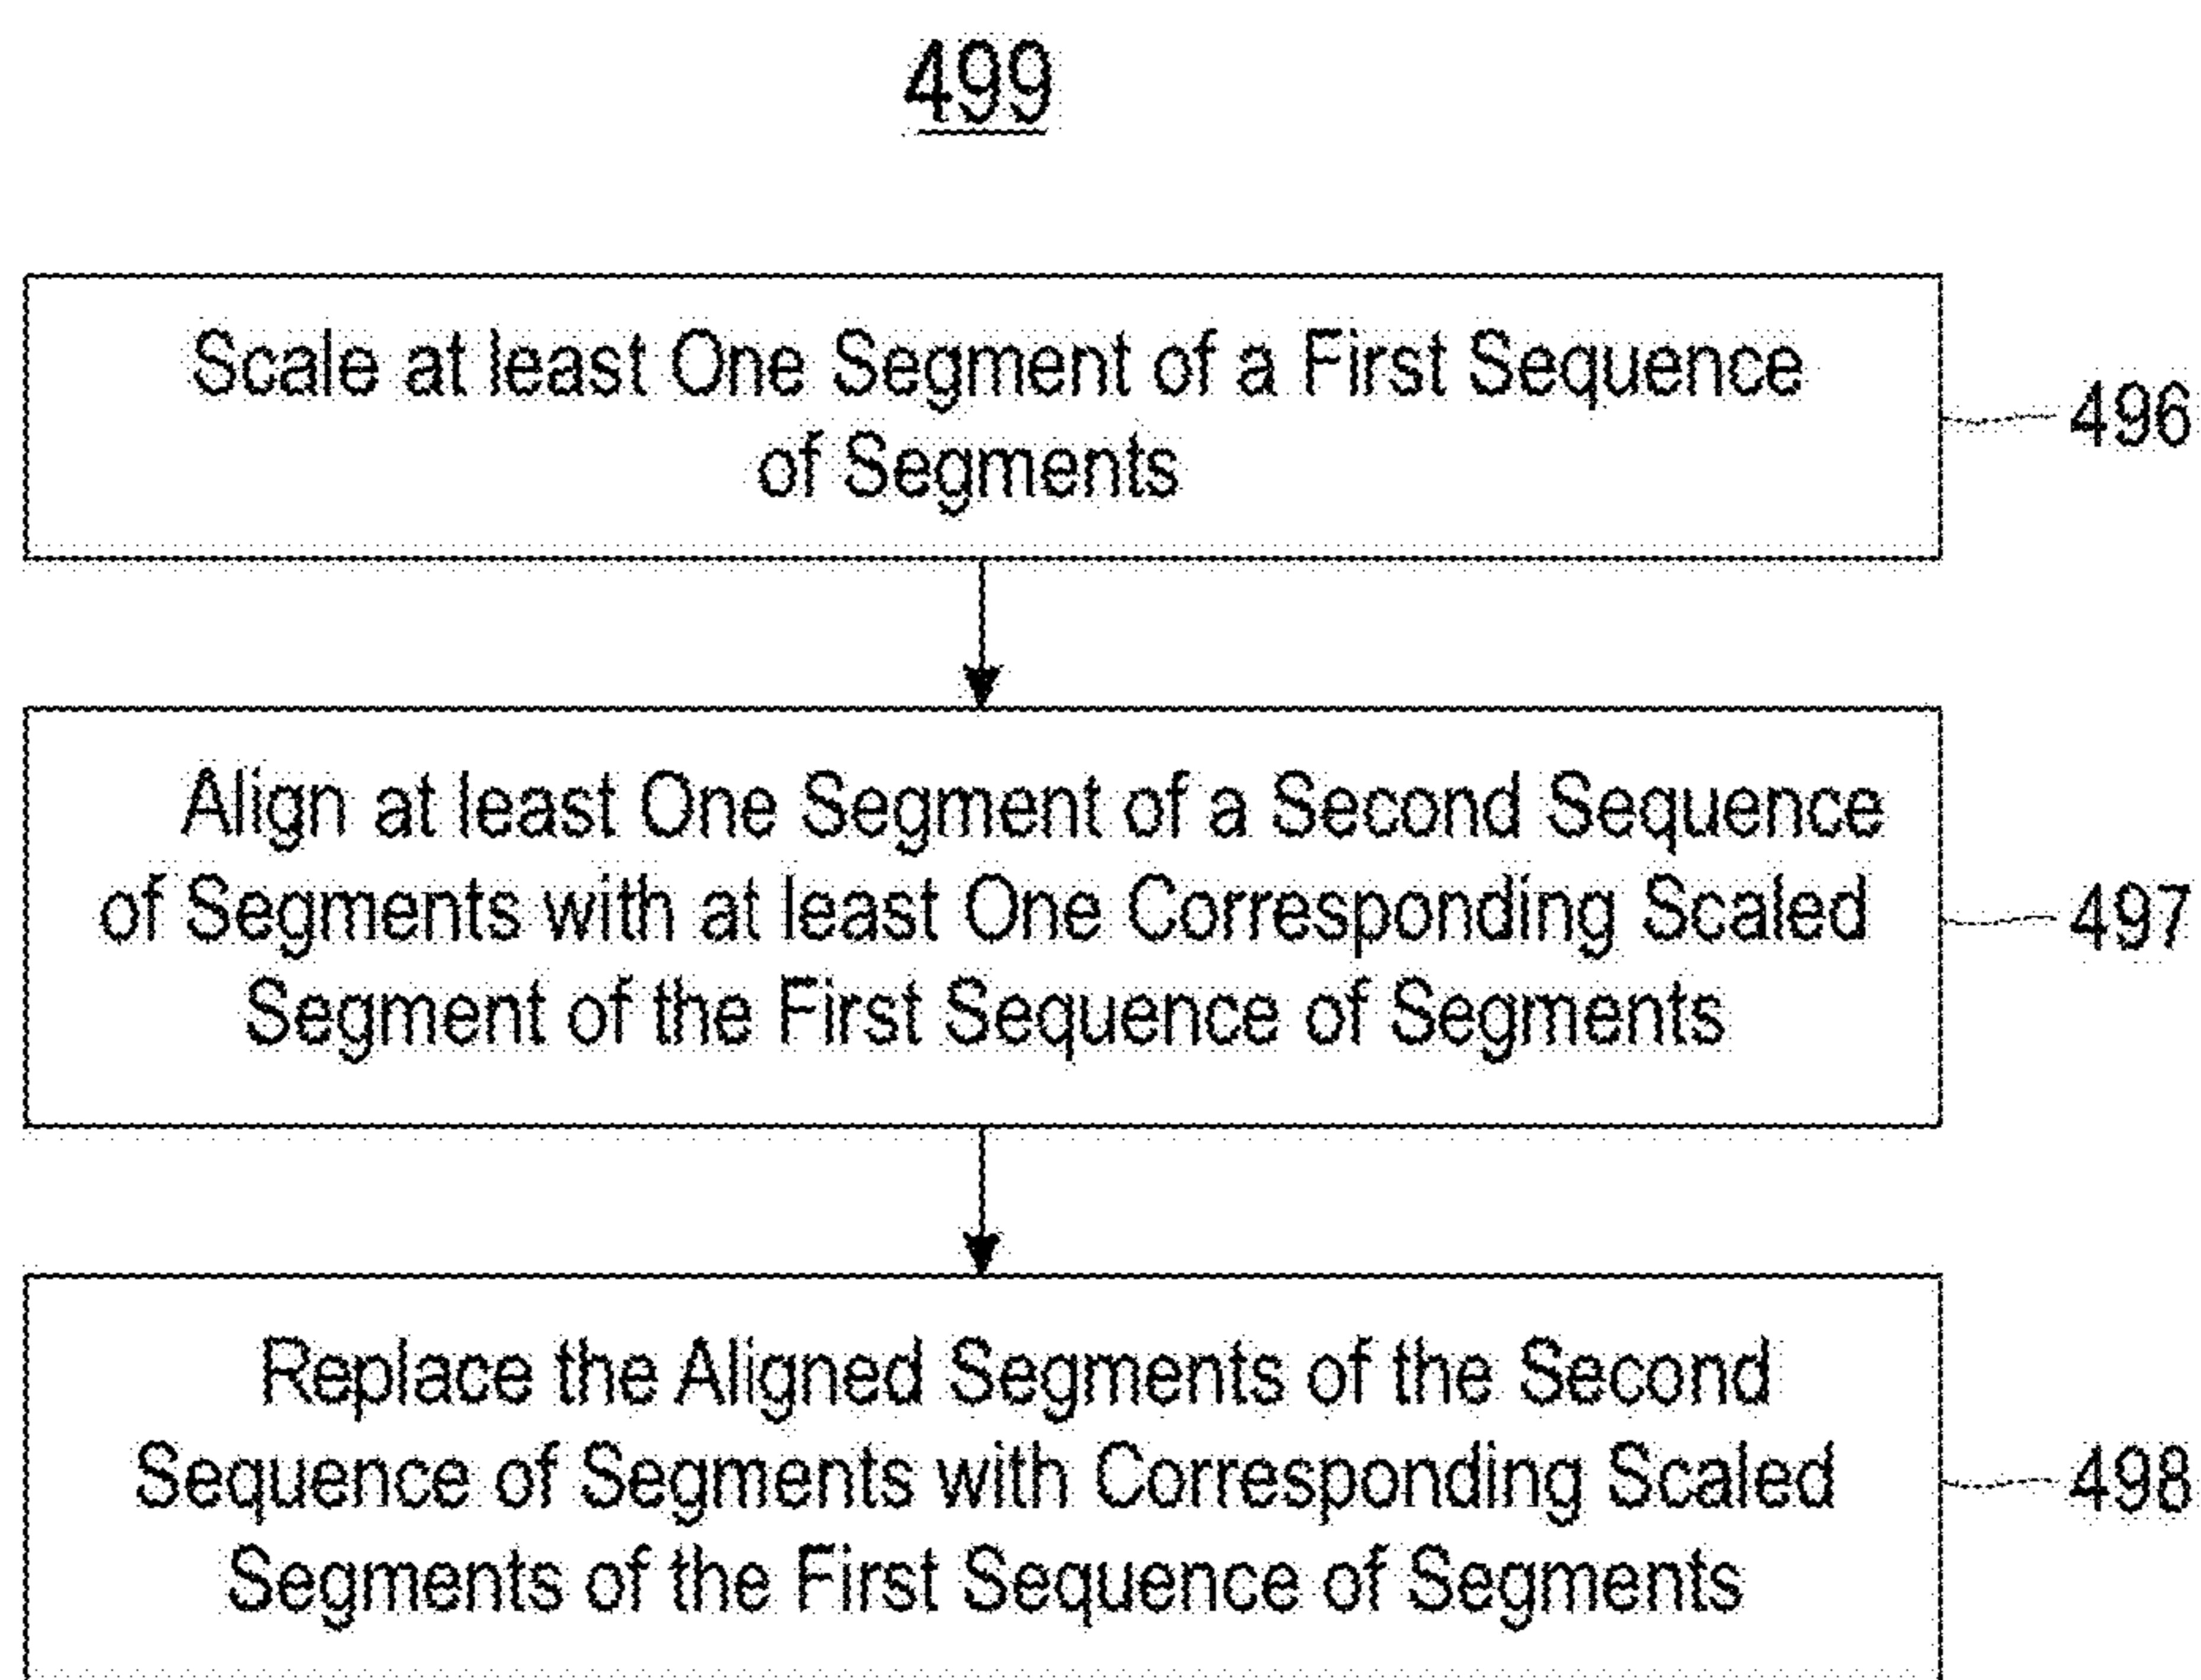 499
Scale at least One Segment of a First Sequence
of Segments
496
Align at least One Segment of a Second Sequence
of Segments with at least One Corresponding Scaled
Segment of the First Sequence of Segments
497
Replace the Aligned Segments of the Second
Sequence of Segments with Corresponding Scaled
Segments of the First Sequence of Segments
498